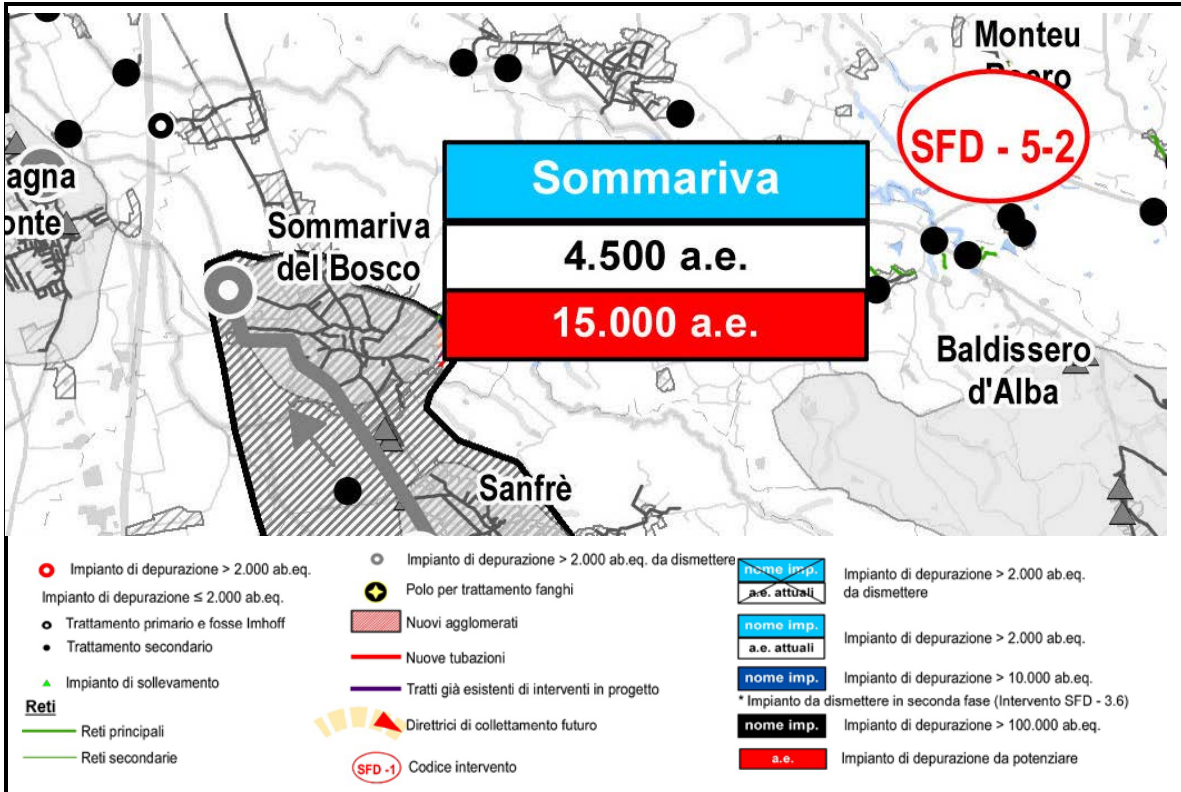 Monteu
Roero
SFD - 5-2
agna
onte
Sommariva
del Bosco
Sommariva
4.500 a.e.
15.000 a.e.
Baldissero
d'Alba
Sanfrè
Impianto di depurazione > 2.000 ab.eq.
Impianto di depurazione ≤ 2.000 ab.eq.
Trattamento primario e fosse Imhoff
Trattamento secondario
Impianto di sollevamento
Reti
Reti principali
Reti secondarie
Impianto di depurazione > 2.000 ab.eq. da dismettere
Polo per trattamento fanghi
Nuovi agglomerati
Nuove tubazioni
Tratti già esistenti di interventi in progetto
Direttrici di collettamento futuro
SFD -1 Codice intervento
nome imp.
a.e. attuali
Impianto di depurazione > 2.000 ab.eq.
da dismettere
nome imp.
a.e. attuali
Impianto di depurazione > 2.000 ab.eq.
nome imp. Impianto di depurazione > 10.000 ab.eq.
* Impianto da dismettere in seconda fase (Intervento SFD - 3.6)
nome imp. Impianto di depurazione > 100.000 ab.eq.
a.e. Impianto di depurazione da potenziare